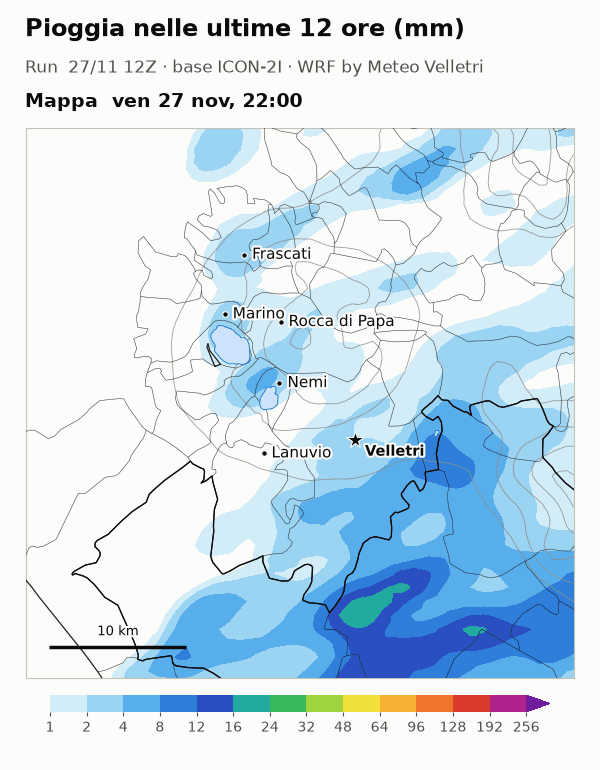 Pioggia nelle ultime 12 ore (mm)
Run  27/11 12Z · base ICON-2I · WRF by Meteo Velletri
Mappa  ven 27 nov, 22:00
Frascati
Marino
Rocca di Papa
Nemi
Velletri
Lanuvio
10 km
1 2 4 8 12 16 24 32 48 64 96 128 192 256